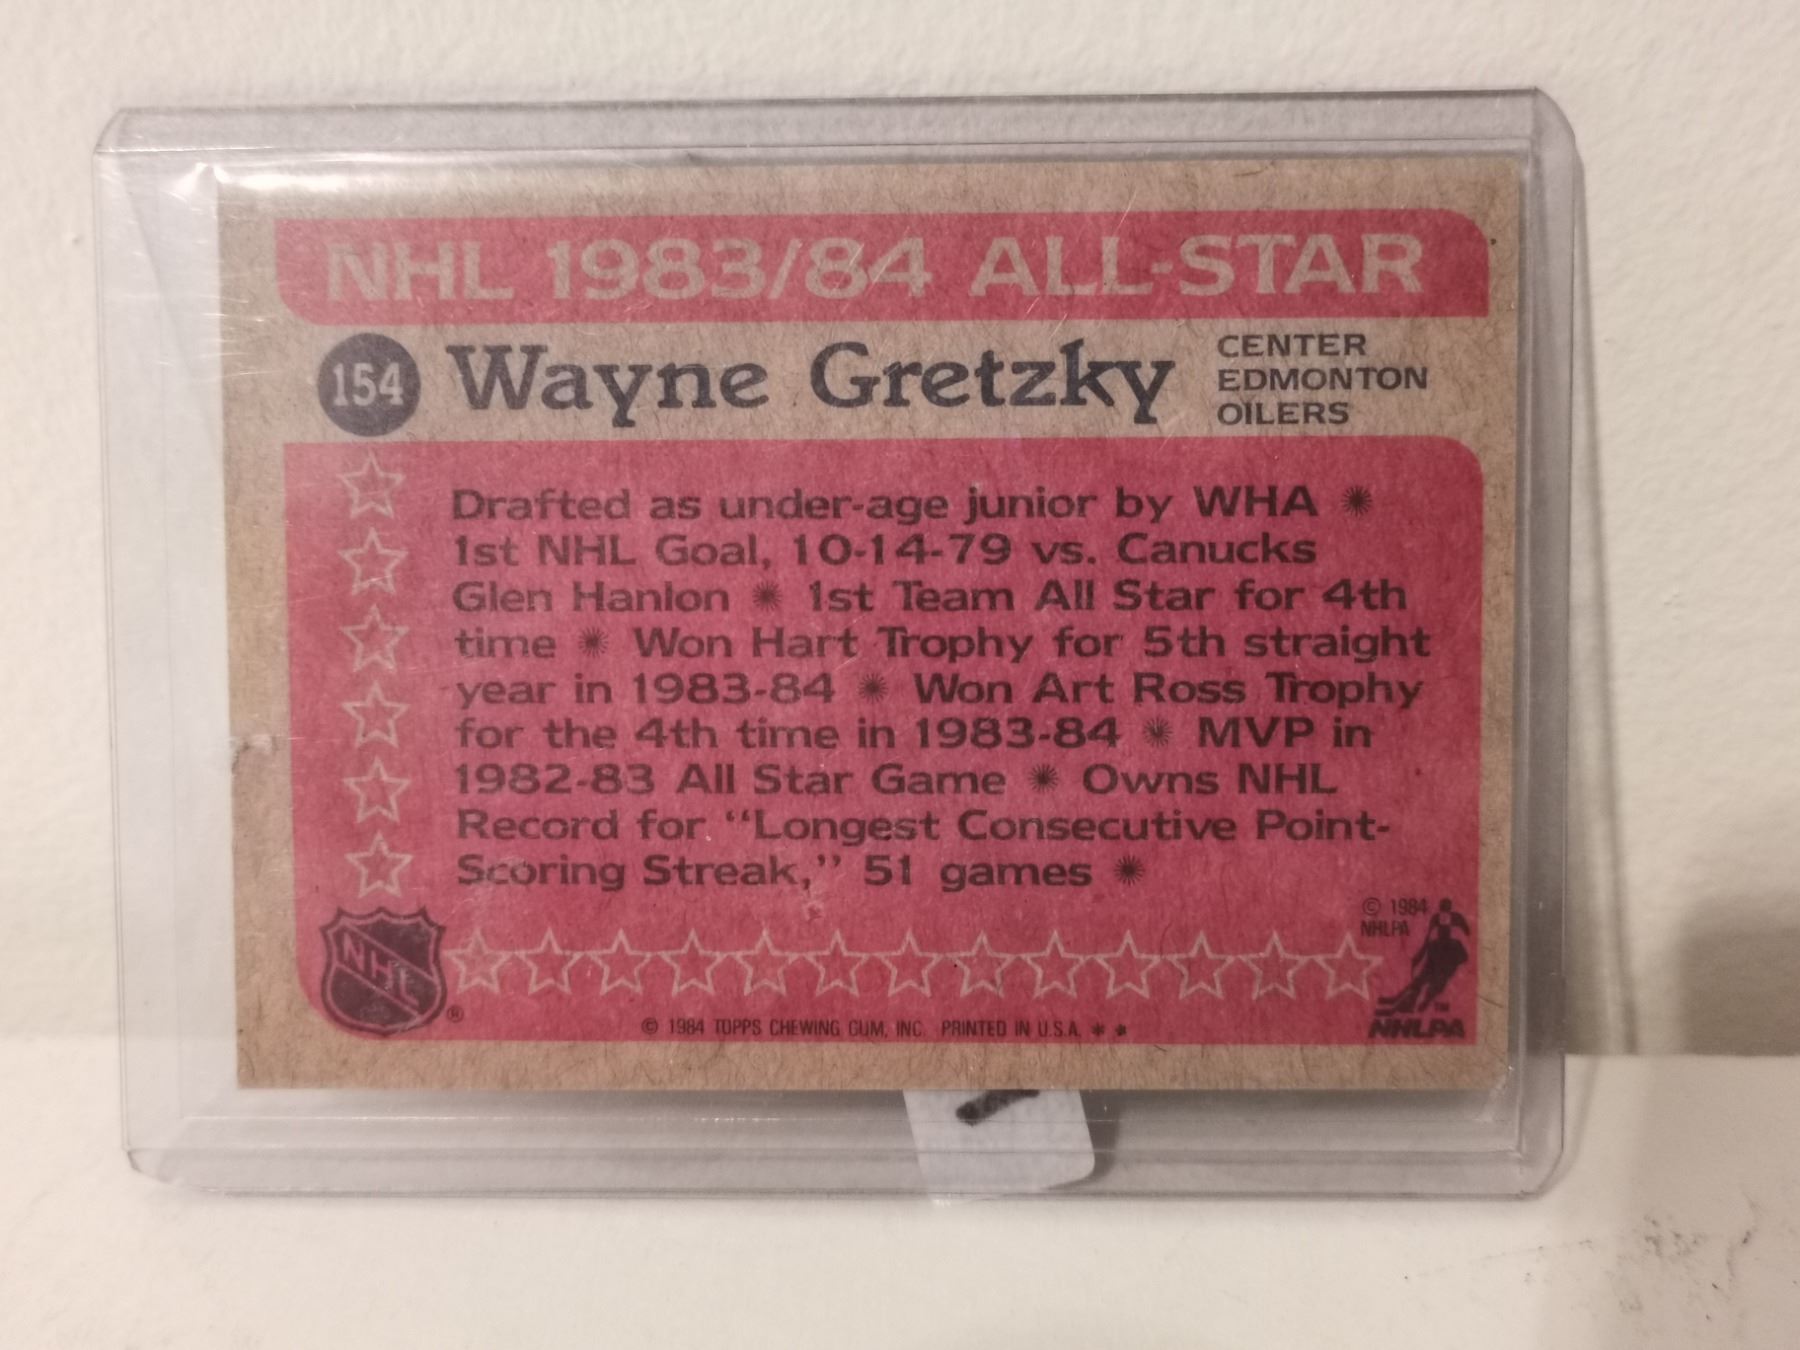 NHL 1983/84 ALL-STAR
154 Wayne Gretzky
CENTER
EDMONTON
OILERS
Drafted as under-age junior by WHA ✺
1st NHL Goal, 10-14-79 vs. Canucks
Glen Hanlon ✺ 1st Team All Star for 4th
time ✺ Won Hart Trophy for 5th straight
year in 1983-84 ✺ Won Art Ross Trophy
for the 4th time in 1983-84 ✺ MVP in
1982-83 All Star Game ✺ Owns NHL
Record for “Longest Consecutive Point-
Scoring Streak,” 51 games ✺
© 1984
NHLPA
NHL
®
© 1984 TOPPS CHEWING GUM, INC. PRINTED IN U.S.A. * *
™
NHLPA